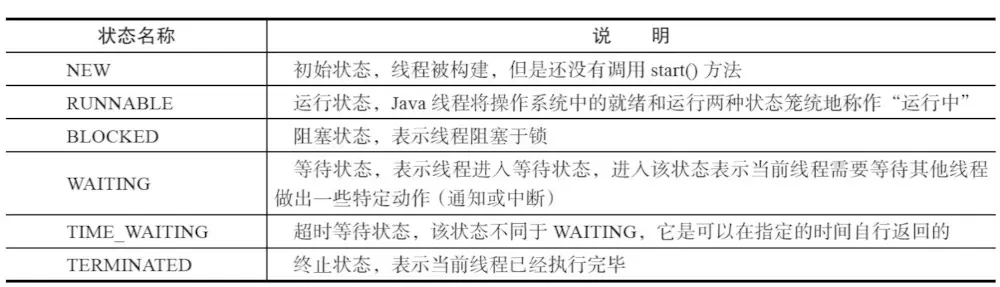 状态名称 说 明
NEW 初始状态，线程被构建，但是还没有调用 start() 方法
RUNNABLE 运行状态，Java 线程将操作系统中的就绪和运行两种状态笼统地称作“运行中”
BLOCKED 阻塞状态，表示线程阻塞于锁
WAITING 等待状态，表示线程进入等待状态，进入该状态表示当前线程需要等待其他线程
做出一些特定动作（通知或中断）
TIME_WAITING 超时等待状态，该状态不同于 WAITING，它是可以在指定的时间自行返回的
TERMINATED 终止状态，表示当前线程已经执行完毕